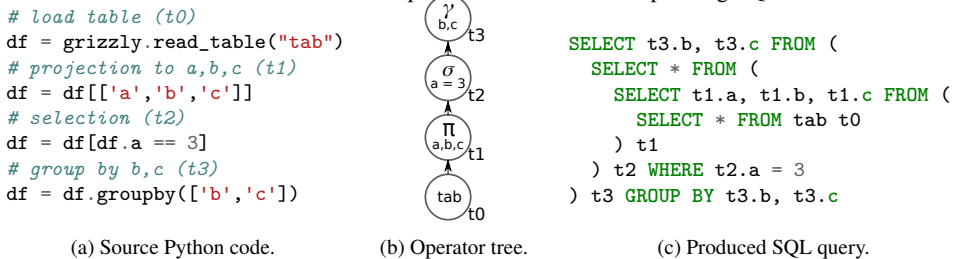 # load table (t0)
df = grizzly.read_table("tab")
# projection to a,b,c (t1)
df = df[['a','b','c']]
# selection (t2)
df = df[df.a == 3]
# group by b,c (t3)
df = df.groupby(['b','c'])
(a) Source Python code.
γ
b,c
t3
σ
a = 3
t2
Π
a,b,c
t1
tab
t0
(b) Operator tree.
SELECT t3.b, t3.c FROM (
SELECT * FROM (
SELECT t1.a, t1.b, t1.c FROM (
SELECT * FROM tab t0
) t1
) t2 WHERE t2.a = 3
) t3 GROUP BY t3.b, t3.c
(c) Produced SQL query.